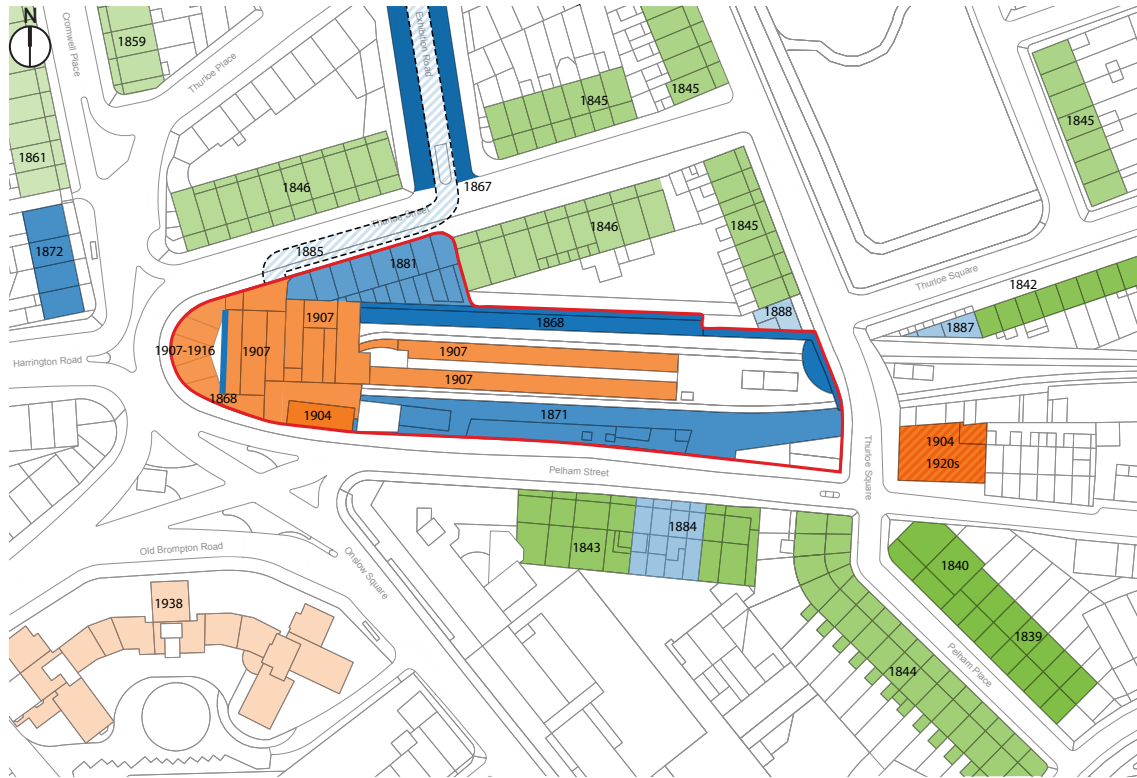 N
Cromwell Place
1859
Thurloe Place
Exhibition Road
1845
1845
1845
1861
1846
1867
Thurloe Street
1846
1845
1872
1885
1881
Thurloe Square
1842
1888
1887
1907
1868
1907-1916
1907
1907
Harrington Road
1907
1868
1904
1871
1904
1920s
Thurloe Square
Pelham Street
1884
1843
Old Brompton Road
Onslow Square
1840
1938
1839
1844
Pelham Place